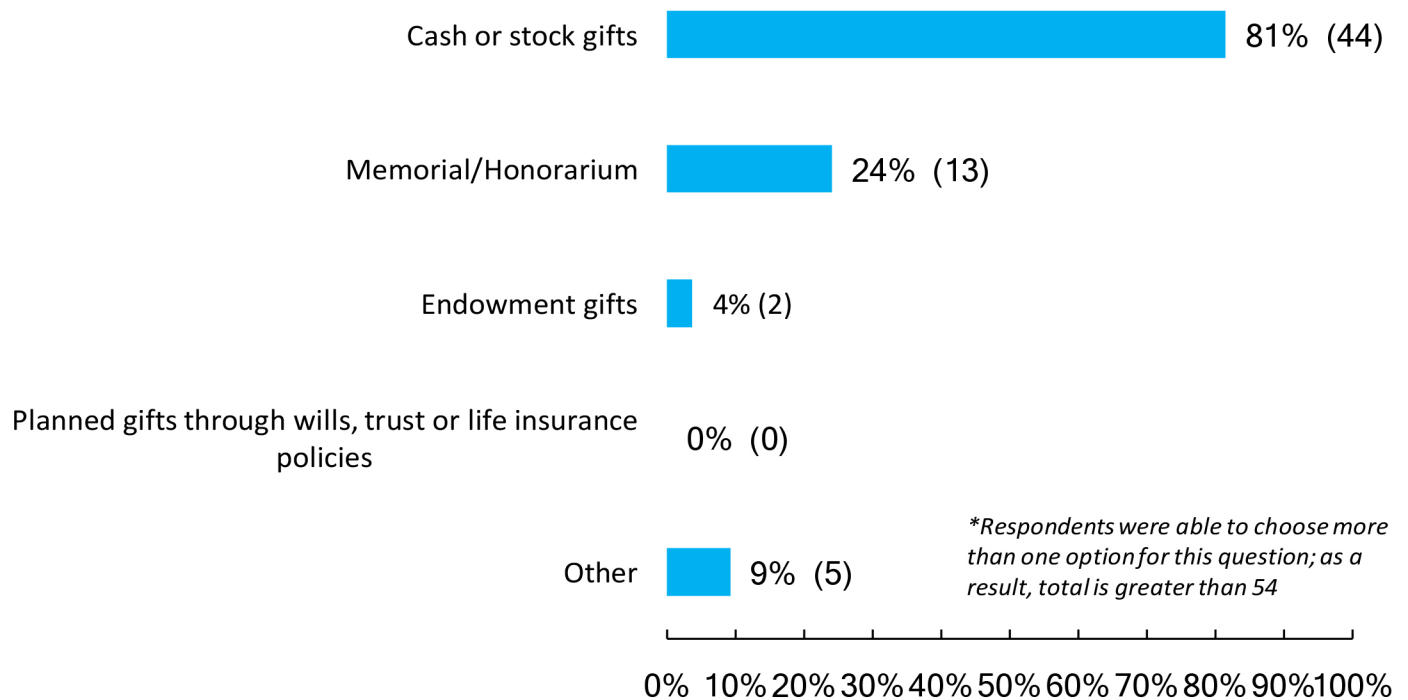 Cash or stock gifts 81% (44)
Memorial/Honorarium 24% (13)
Endowment gifts 4% (2)
Planned gifts through wills, trust or life insurance
policies
0% (0)
Other 9% (5)
*Respondents were able to choose more
than one option for this question; as a
result, total is greater than 54
0% 10% 20% 30% 40% 50% 60% 70% 80% 90% 100%